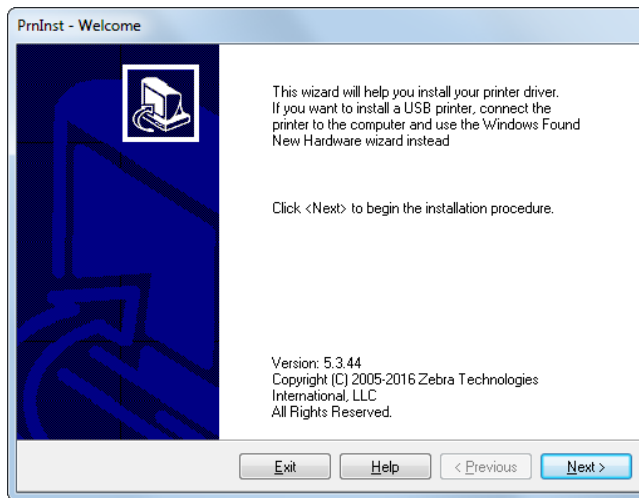 PrnInst - Welcome
This wizard will help you install your printer driver.
If you want to install a USB printer, connect the
printer to the computer and use the Windows Found
New Hardware wizard instead
Click <Next> to begin the installation procedure.
Version: 5.3.44
Copyright (C) 2005-2016 Zebra Technologies
International, LLC
All Rights Reserved.
Exit Help < Previous Next >